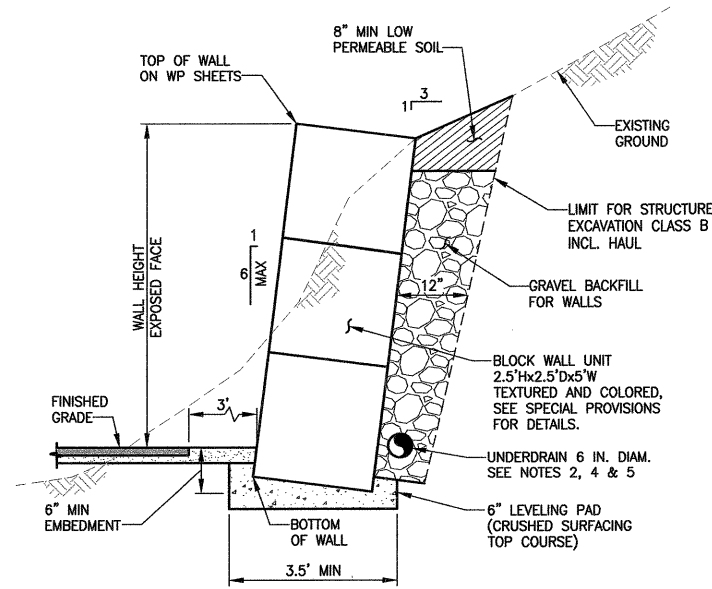 8" MIN LOW
PERMEABLE SOIL
TOP OF WALL
ON WP SHEETS
3
1
EXISTING
GROUND
LIMIT FOR STRUCTURE
EXCAVATION CLASS B
INCL. HAUL
WALL HEIGHT
EXPOSED FACE
1
6
MAX
12"
GRAVEL BACKFILL
FOR WALLS
BLOCK WALL UNIT
2.5'Hx2.5'Dx5'W
TEXTURED AND COLORED,
SEE SPECIAL PROVISIONS
FOR DETAILS.
FINISHED
GRADE
3'
UNDERDRAIN 6 IN. DIAM.
SEE NOTES 2, 4 & 5
6" MIN
EMBEDMENT
BOTTOM
OF WALL
6" LEVELING PAD
(CRUSHED SURFACING
TOP COURSE)
3.5' MIN